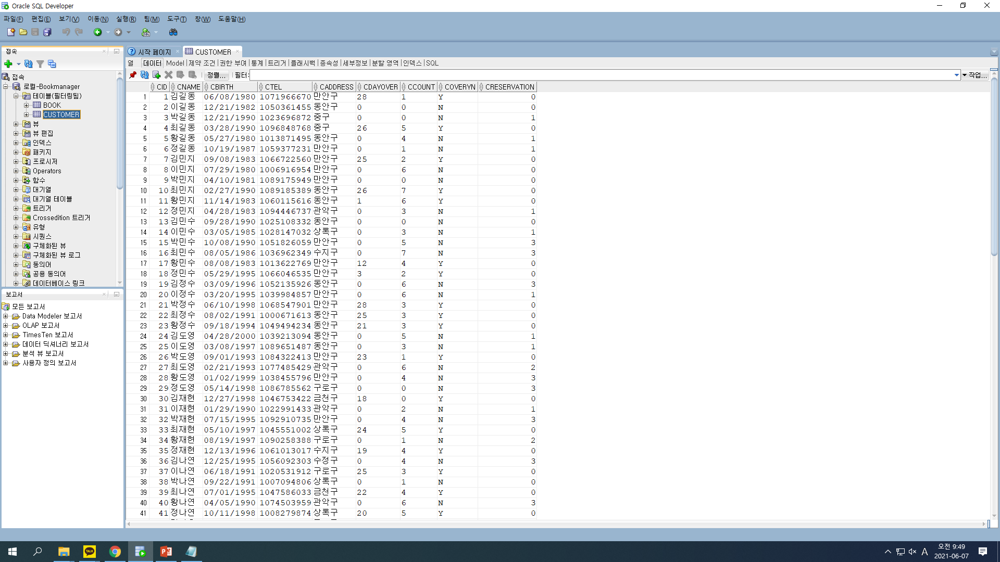 Oracle SQL Developer
파일(F) 편집(E) 보기(V) 이동(N) 실행(R) 팀(M) 도구(T) 창(W) 도움말(H)
접속
접속
로컬-Bookmanager
테이블(필터링됨)
BOOK
CUSTOMER
뷰
뷰 편집
인덱스
패키지
프로시저
Operators
함수
대기열
대기열 테이블
트리거
Crossedition 트리거
유형
시퀀스
구체화된 뷰
구체화된 뷰 로그
동의어
공용 동의어
데이터베이스 링크
보고서
모든 보고서
Data Modeler 보고서
OLAP 보고서
TimesTen 보고서
데이터 딕셔너리 보고서
분석 뷰 보고서
사용자 정의 보고서
시작 페이지 CUSTOMER
열 데이터 Model 제약 조건 권한 부여 통계 트리거 플래시백 종속성 세부정보 분할 영역 인덱스 SQL
정렬... 필터: 작업...
CID CNAME CBIRTH CTEL CADDRESS CDAYOVER CCOUNT COVERYN CRESERVATION
1 1 김길동 06/08/1980 1071966670 만안구 28 1 Y 0
2 2 이길동 12/21/1982 1050361455 동안구 0 0 N 0
3 3 박길동 12/21/1990 1023696872 중구 0 0 N 1
4 4 최길동 03/28/1990 1096848768 중구 26 5 Y 0
5 5 황길동 05/27/1980 1013871495 동안구 0 4 N 1
6 6 정길동 10/19/1987 1059377231 만안구 0 1 N 1
7 7 김민지 09/08/1983 1066722560 만안구 25 2 Y 0
8 8 이민지 07/29/1980 1006916954 만안구 0 6 N 0
9 9 박민지 04/10/1981 1089175949 만안구 0 0 N 0
10 10 최민지 02/27/1990 1089185389 동안구 26 7 Y 0
11 11 황민지 11/14/1983 1060115616 동안구 1 6 Y 0
12 12 정민지 04/28/1983 1094446737 관악구 0 3 N 1
13 13 김민수 09/28/1990 1025108332 동안구 0 0 N 0
14 14 이민수 03/05/1985 1028147032 상록구 0 3 N 1
15 15 박민수 10/08/1990 1051826059 만안구 0 5 N 3
16 16 최민수 08/05/1986 1036962349 수지구 0 7 N 3
17 17 황민수 08/08/1983 1013622769 만안구 12 4 Y 0
18 18 정민수 05/29/1995 1066046535 만안구 3 2 Y 0
19 19 김정수 03/09/1996 1052135926 동안구 0 6 N 3
20 20 이정수 03/20/1995 1039984857 만안구 0 6 N 1
21 21 박정수 06/10/1998 1068547901 만안구 28 3 Y 0
22 22 최정수 08/02/1991 1000671613 동안구 25 3 Y 0
23 23 황정수 09/18/1994 1049494234 동안구 21 3 Y 0
24 24 김도영 04/28/2000 1039213094 동안구 0 5 N 1
25 25 이도영 03/08/1997 1089651487 동안구 0 3 N 1
26 26 박도영 09/01/1993 1084322413 만안구 23 1 Y 0
27 27 최도영 02/21/1993 1077485429 관악구 0 6 N 2
28 28 황도영 01/02/1999 1038455796 만안구 0 4 N 3
29 29 정도영 05/14/1998 1086785562 구로구 0 0 N 3
30 30 김재현 12/27/1998 1046753422 금천구 18 0 Y 0
31 31 이재현 01/29/1990 1022991433 관악구 0 2 N 1
32 32 박재현 07/15/1995 1092910735 만안구 0 4 N 3
33 33 최재현 05/10/1997 1045551002 상록구 24 5 Y 0
34 34 황재현 08/19/1997 1090258388 구로구 0 1 N 2
35 35 정재현 12/13/1996 1061013017 수지구 19 4 Y 0
36 36 김나연 12/25/1995 1056092303 수정구 0 4 N 3
37 37 이나연 06/18/1991 1020531912 구로구 25 3 Y 0
38 38 박나연 09/22/1991 1007094806 상록구 0 1 N 0
39 39 최나연 07/01/1995 1047586033 금천구 22 4 Y 0
40 40 황나연 04/05/1990 1074503959 관악구 0 6 N 3
41 41 정나연 10/11/1998 1008279874 상록구 20 5 Y 0
TALK
A
오전 9:49
2021-06-07